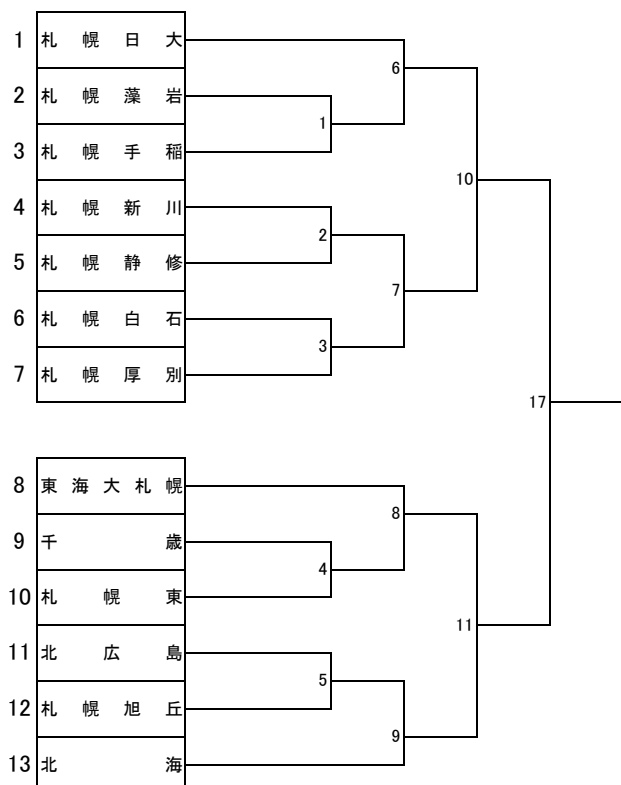 1 札幌日大
2 札幌藻岩
3 札幌手稲
4 札幌新川
5 札幌静修
6 札幌白石
7 札幌厚別
8 東海大札幌
9 千歳
10 札幌東
11 北広島
12 札幌旭丘
13 北海
6
1
10
2
7
3
17
8
4
11
5
9